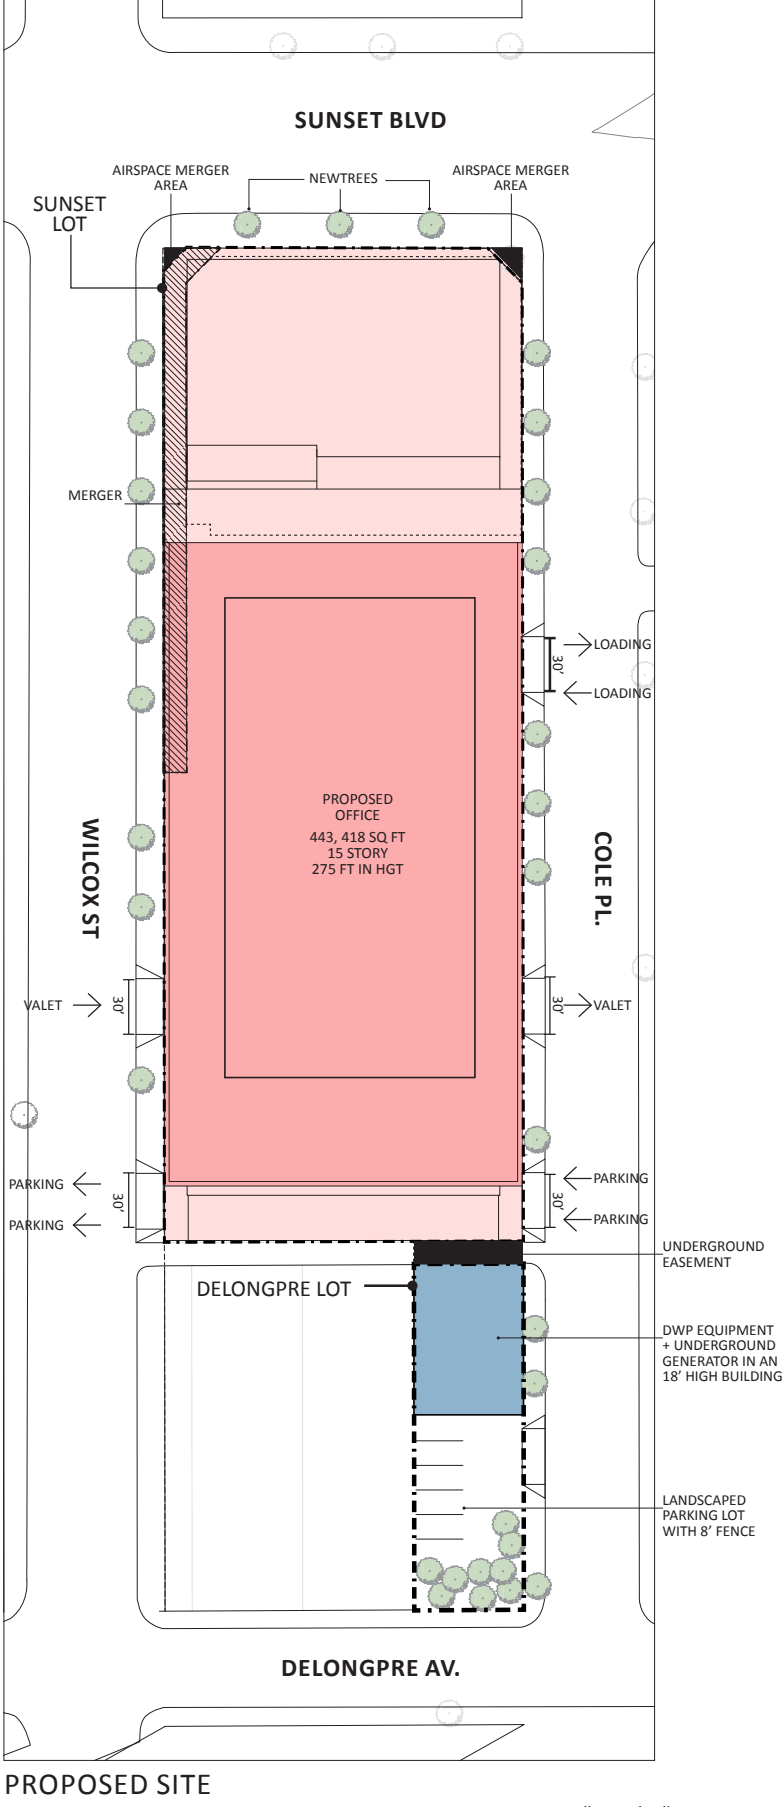 SUNSET BLVD
AIRSPACE MERGER
AREA
NEWTREES
AIRSPACE MERGER
AREA
SUNSET
LOT
MERGER
LOADING
30'
LOADING
PROPOSED
OFFICE
443, 418 SQ FT
15 STORY
275 FT IN HGT
WILCOX ST
COLE PL.
VALET
30'
30'
VALET
PARKING
30'
PARKING
PARKING
30'
PARKING
UNDERGROUND
EASEMENT
DELONGPRE LOT
DWP EQUIPMENT
+ UNDERGROUND
GENERATOR IN AN
18' HIGH BUILDING
LANDSCAPED
PARKING LOT
WITH 8' FENCE
DELONGPRE AV.
PROPOSED SITE